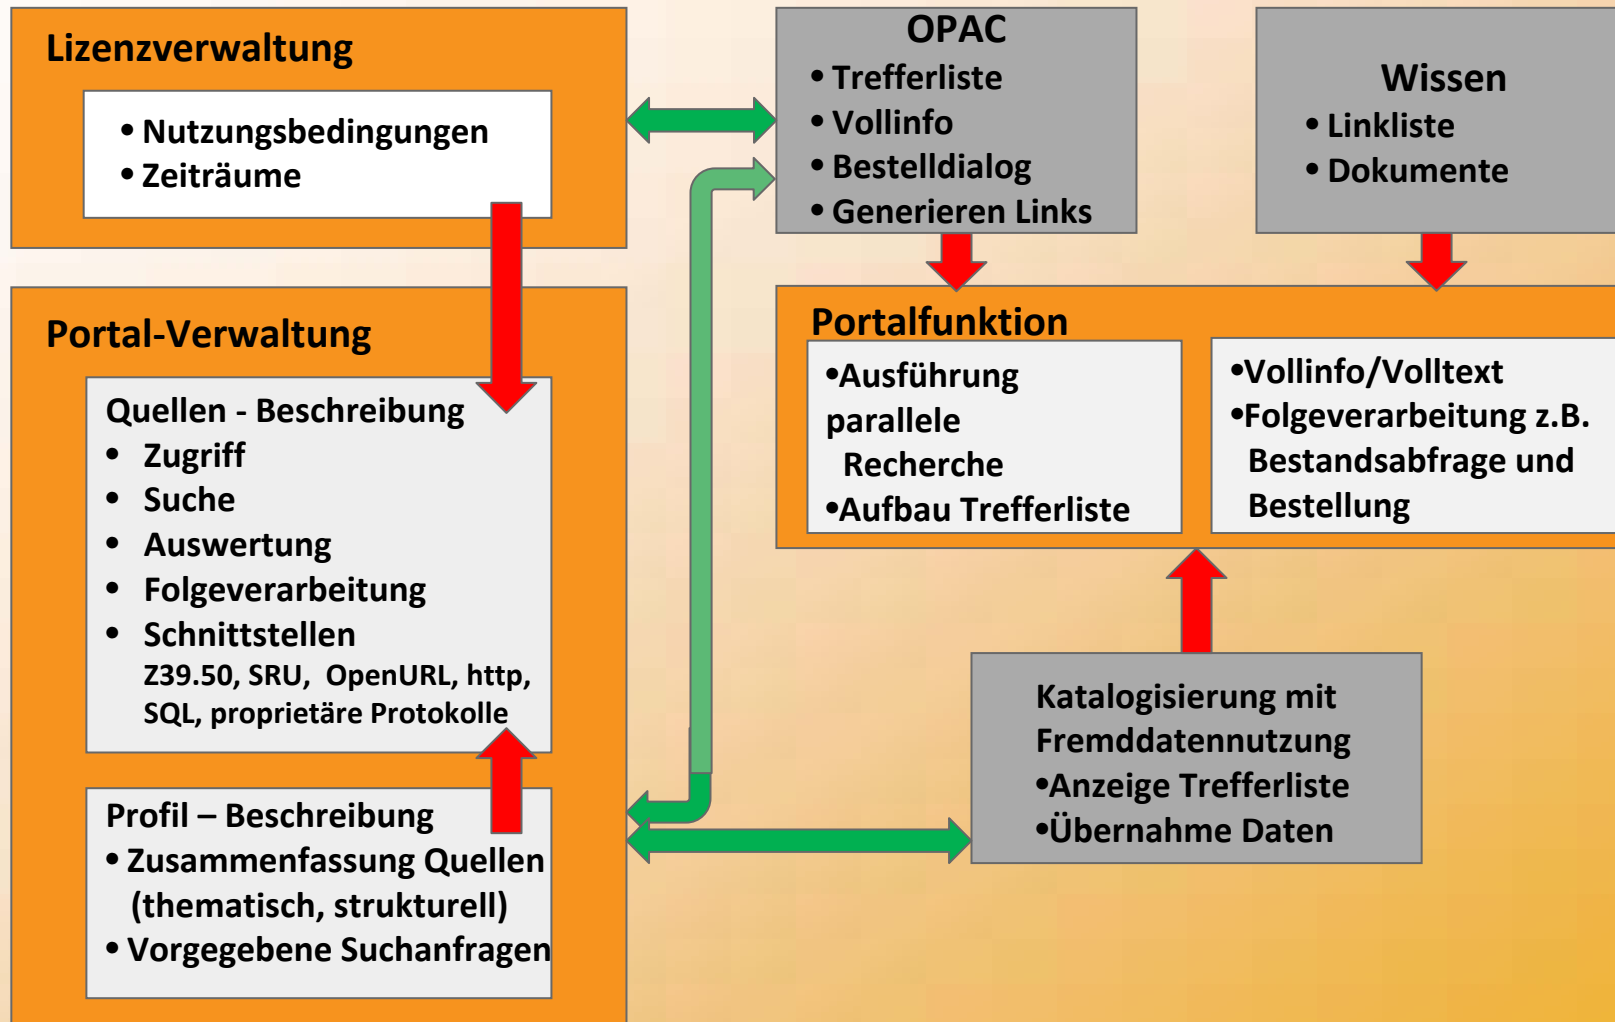 Lizenzverwaltung
• Nutzungsbedingungen
• Zeiträume
OPAC
• Trefferliste
• Vollinfo
• Bestelldialog
• Generieren Links
Wissen
• Linkliste
• Dokumente
Portal-Verwaltung
Quellen - Beschreibung
• Zugriff
• Suche
• Auswertung
• Folgeverarbeitung
• Schnittstellen
Z39.50, SRU, OpenURL, http,
SQL, proprietäre Protokolle
Profil – Beschreibung
• Zusammenfassung Quellen
(thematisch, strukturell)
• Vorgegebene Suchanfragen
Portalfunktion
•Ausführung
parallele
Recherche
•Aufbau Trefferliste
•Vollinfo/Volltext
•Folgeverarbeitung z.B.
Bestandsabfrage und
Bestellung
Katalogisierung mit
Fremddatennutzung
•Anzeige Trefferliste
•Übernahme Daten